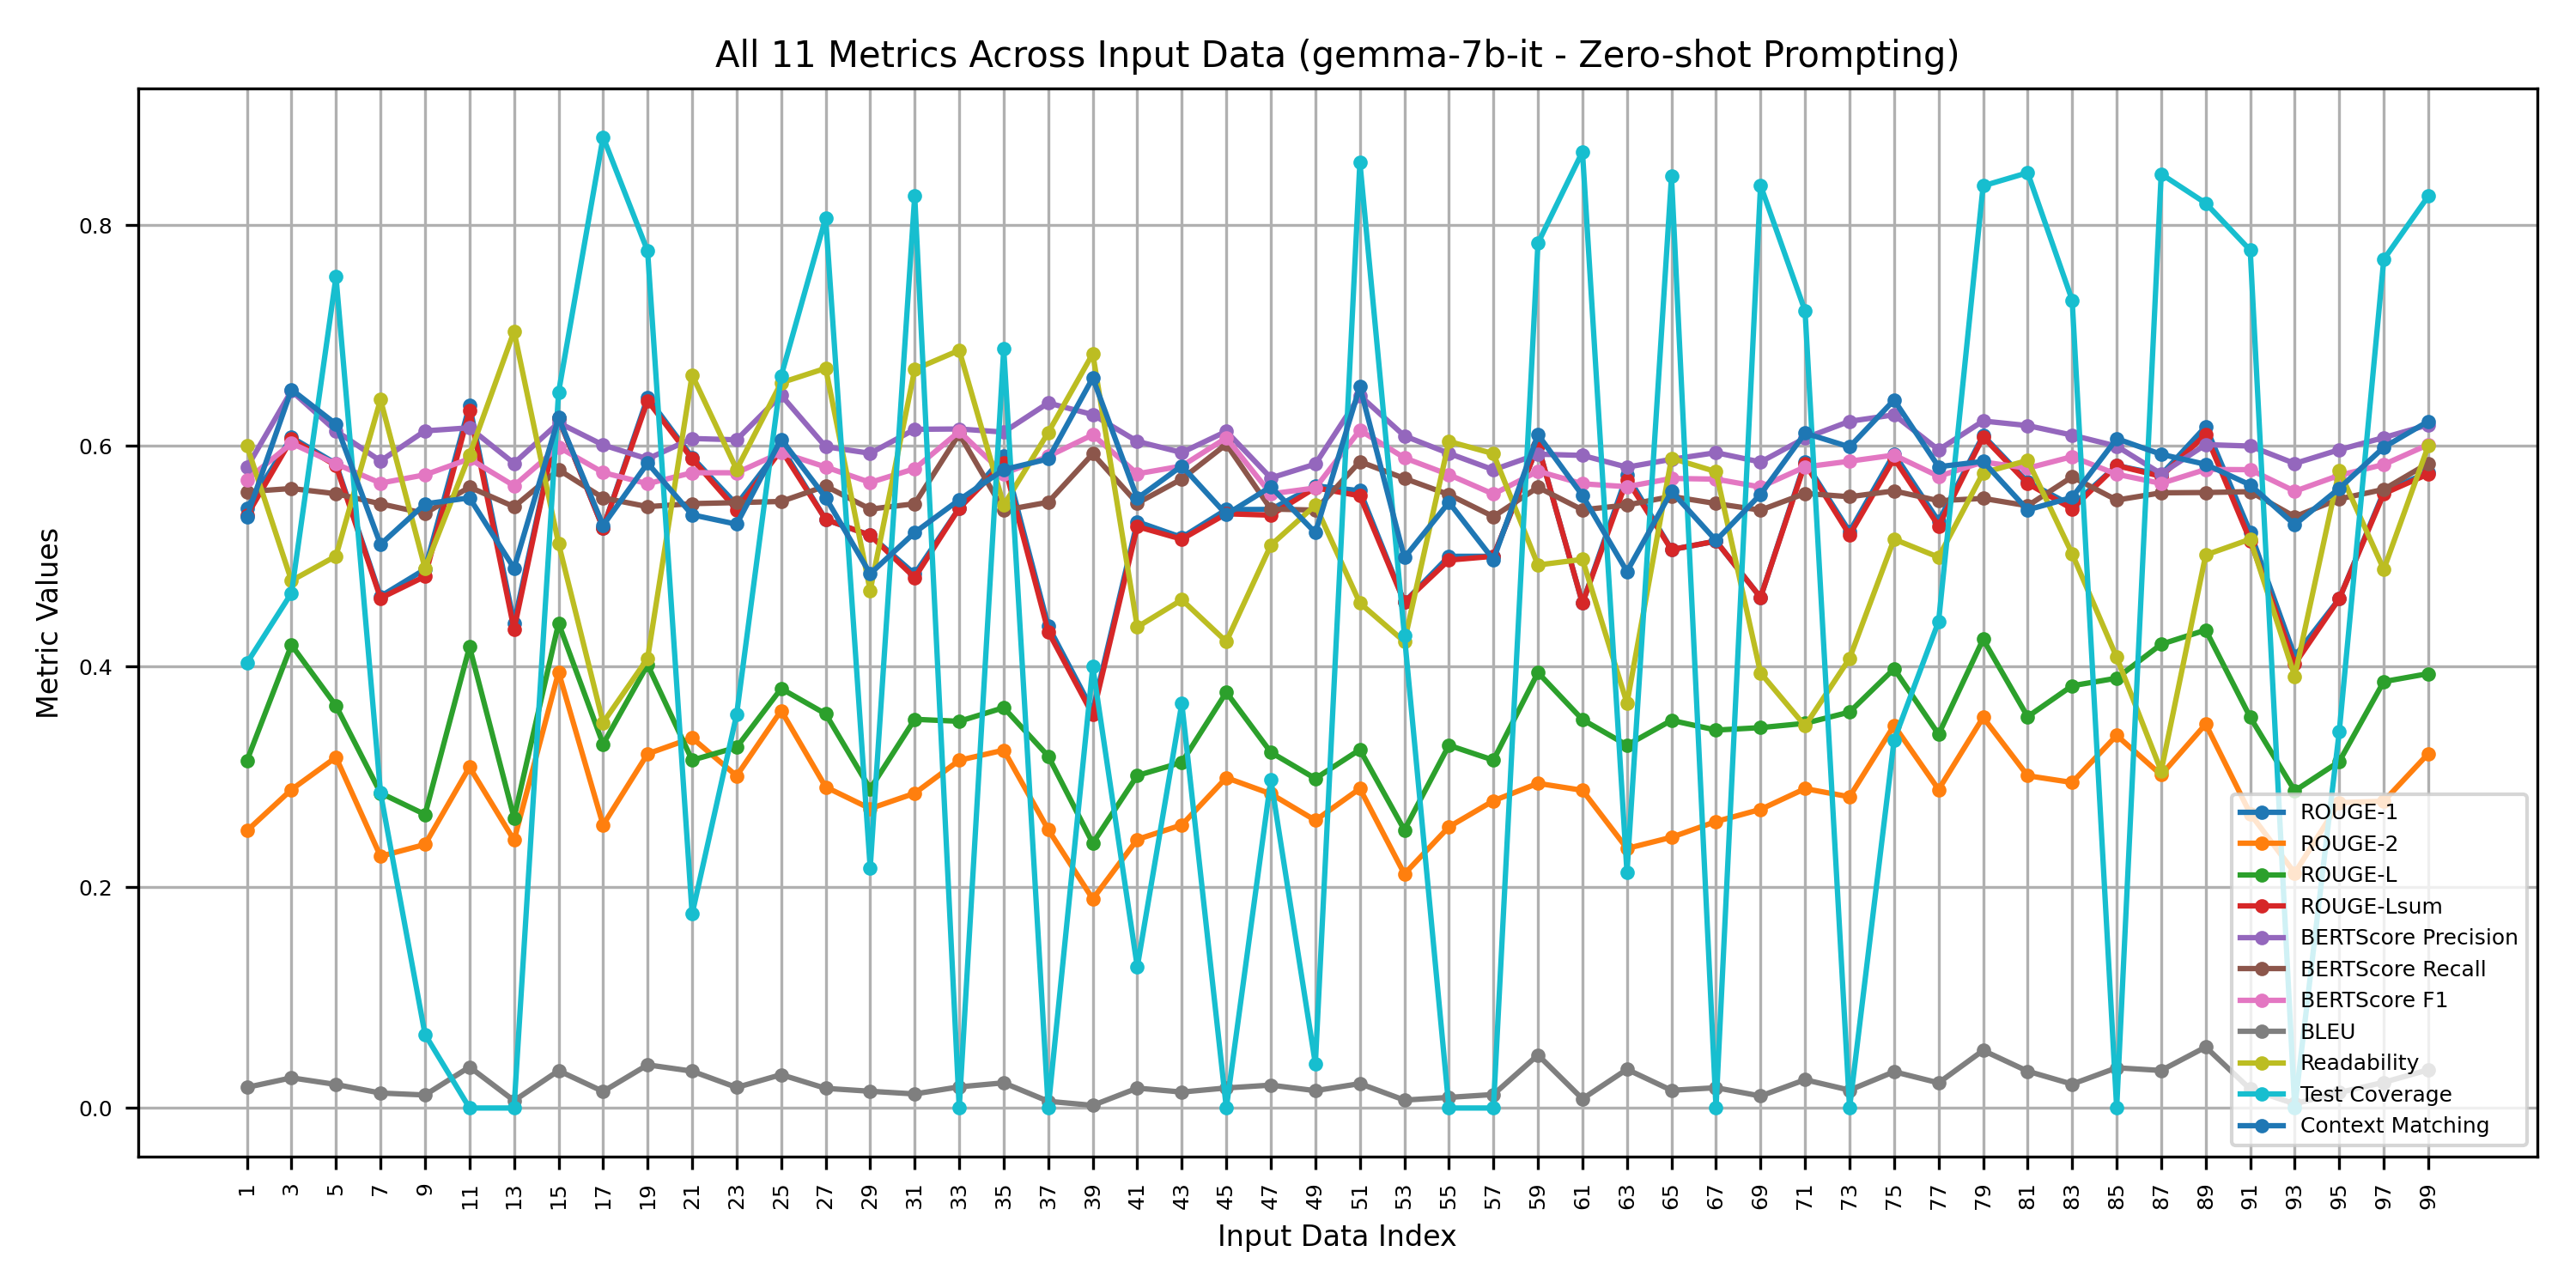 All 11 Metrics Across Input Data (gemma-7b-it - Zero-shot Prompting)
Metric Values
0.8
0.6
0.4
0.2
0.0
ROUGE-1
ROUGE-2
ROUGE-L
ROUGE-Lsum
BERTScore Precision
BERTScore Recall
BERTScore F1
BLEU
Readability
Test Coverage
Context Matching
1 3 5 7 9 11 13 15 17 19 21 23 25 27 29 31 33 35 37 39 41 43 45 47 49 51 53 55 57 59 61 63 65 67 69 71 73 75 77 79 81 83 85 87 89 91 93 95 97 99
Input Data Index